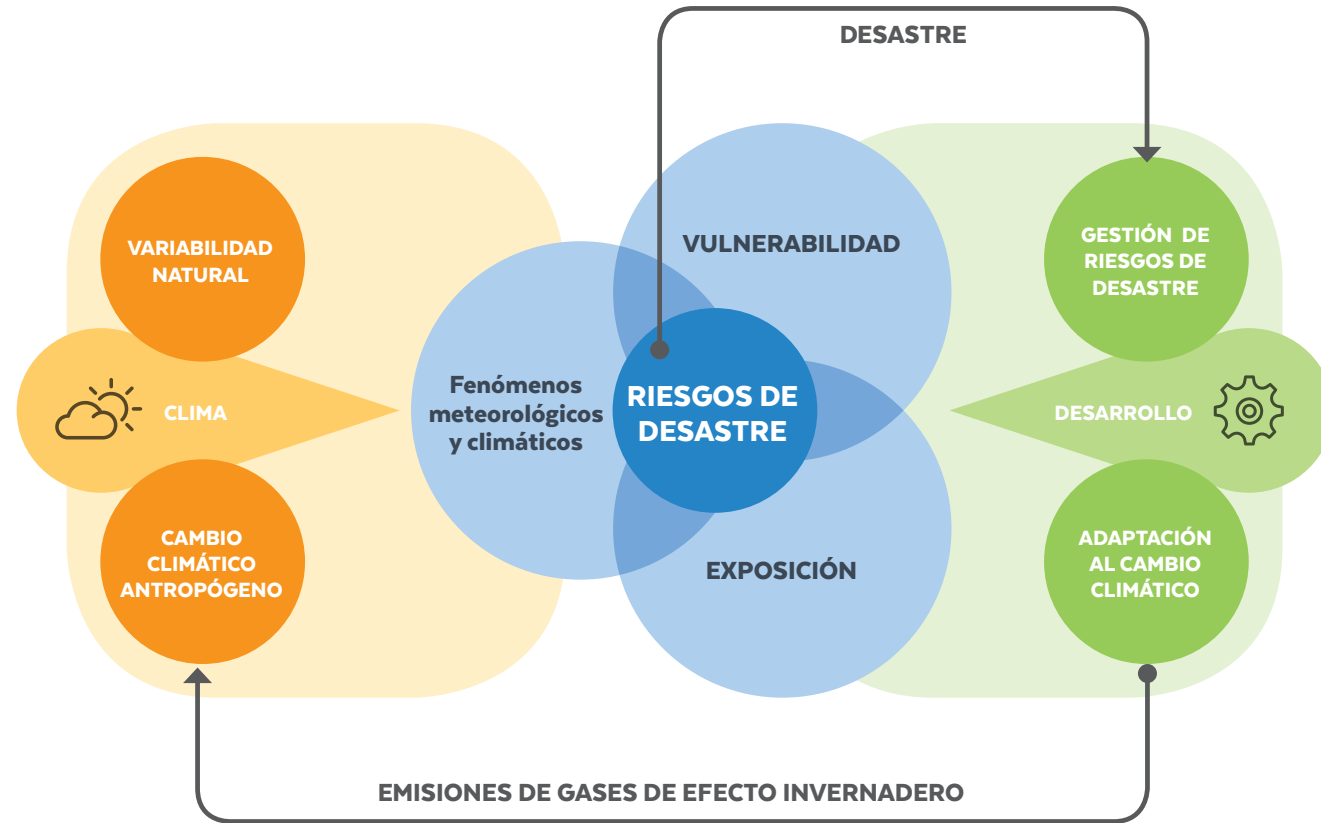 DESASTRE
VARIABILIDAD
NATURAL
CLIMA
CAMBIO
CLIMÁTICO
ANTROPÓGENO
Fenómenos
meteorológicos
y climáticos
VULNERABILIDAD
RIESGOS DE
DESASTRE
EXPOSICIÓN
GESTIÓN DE
RIESGOS DE
DESASTRE
DESARROLLO
ADAPTACIÓN
AL CAMBIO
CLIMÁTICO
EMISIONES DE GASES DE EFECTO INVERNADERO